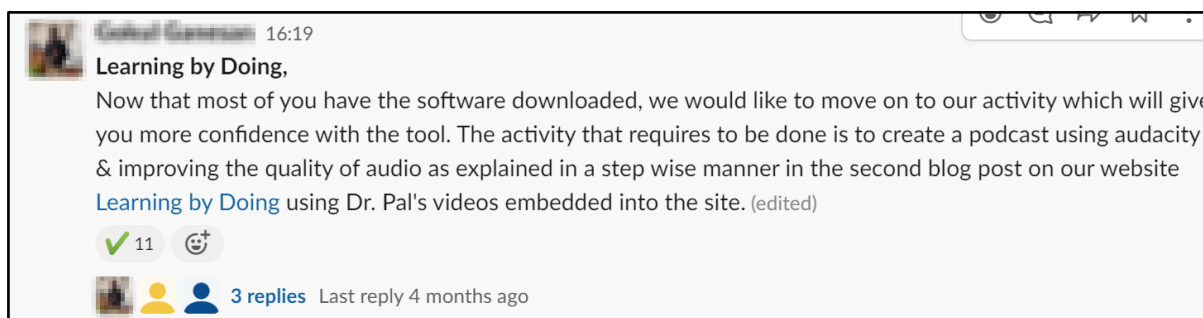 16:19
Learning by Doing,
Now that most of you have the software downloaded, we would like to move on to our activity which will give
you more confidence with the tool. The activity that requires to be done is to create a podcast using audacity
& improving the quality of audio as explained in a step wise manner in the second blog post on our website
Learning by Doing using Dr. Pal's videos embedded into the site. (edited)
11
3 replies Last reply 4 months ago